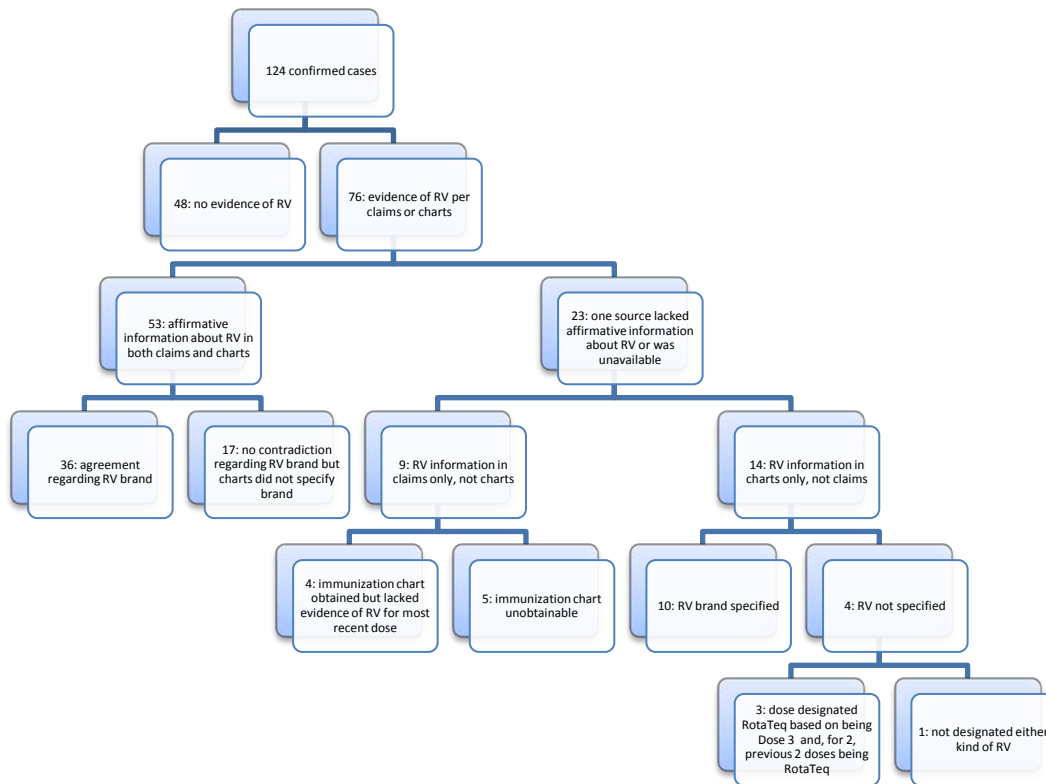 124 confirmed cases
48: no evidence of RV
76: evidence of RV per
claims or charts
53: affirmative
information about RV in
both claims and charts
23: one source lacked
affirmative information
about RV or was
unavailable
36: agreement
regarding RV brand
17: no contradiction
regarding RV brand but
charts did not specify
brand
9: RV information in
claims only, not charts
14: RV information in
charts only, not claims
4: immunization chart
obtained but lacked
evidence of RV for most
recent dose
5: immunization chart
unobtainable
10: RV brand specified
4: RV not specified
3: dose designated
RotaTeq based on being
Dose 3 and, for 2,
previous 2 doses being
RotaTeq
1: not designated either
kind of RV